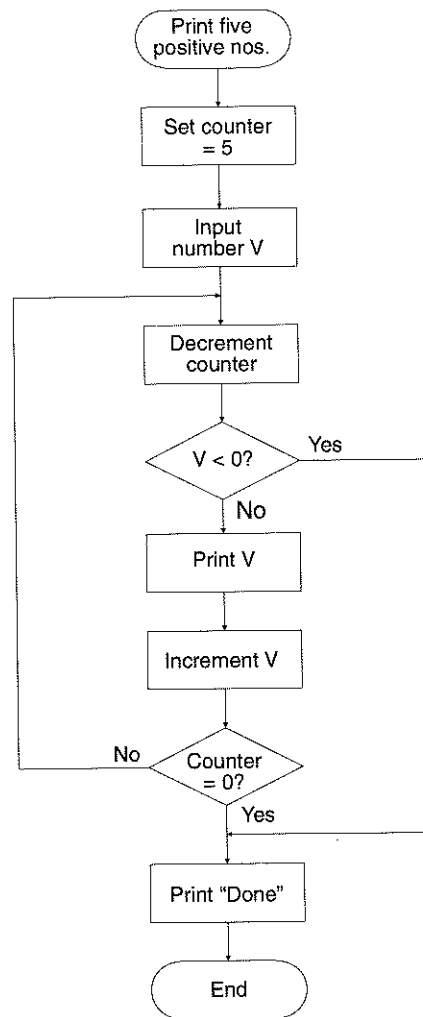 Print five
positive nos.
Set counter
= 5
Input
number V
Decrement
counter
V < 0?
Yes
No
Print V
Increment V
No
Counter
= 0?
Yes
Print “Done”
End